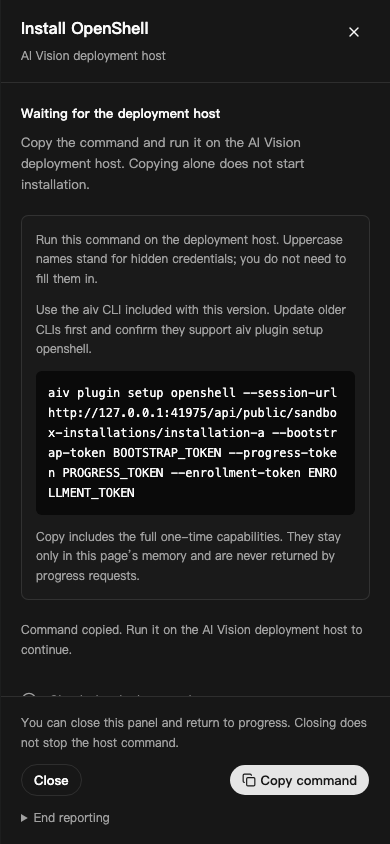 Install OpenShell
AI Vision deployment host
Waiting for the deployment host
Copy the command and run it on the AI Vision
deployment host. Copying alone does not start
installation.
Run this command on the deployment host. Uppercase
names stand for hidden credentials; you do not need to
fill them in.
Use the aiv CLI included with this version. Update older
CLIs first and confirm they support aiv plugin setup
openshell.
aiv plugin setup openshell --session-url
http://127.0.0.1:41975/api/public/sandbo
x-installations/installation-a --bootstr
ap-token BOOTSTRAP_TOKEN --progress-toke
n PROGRESS_TOKEN --enrollment-token ENRO
LLMENT_TOKEN
Copy includes the full one-time capabilities. They stay
only in this page's memory and are never returned by
progress requests.
Command copied. Run it on the AI Vision deployment host to
continue.
You can close this panel and return to progress. Closing does
not stop the host command.
Close
Copy command
End reporting